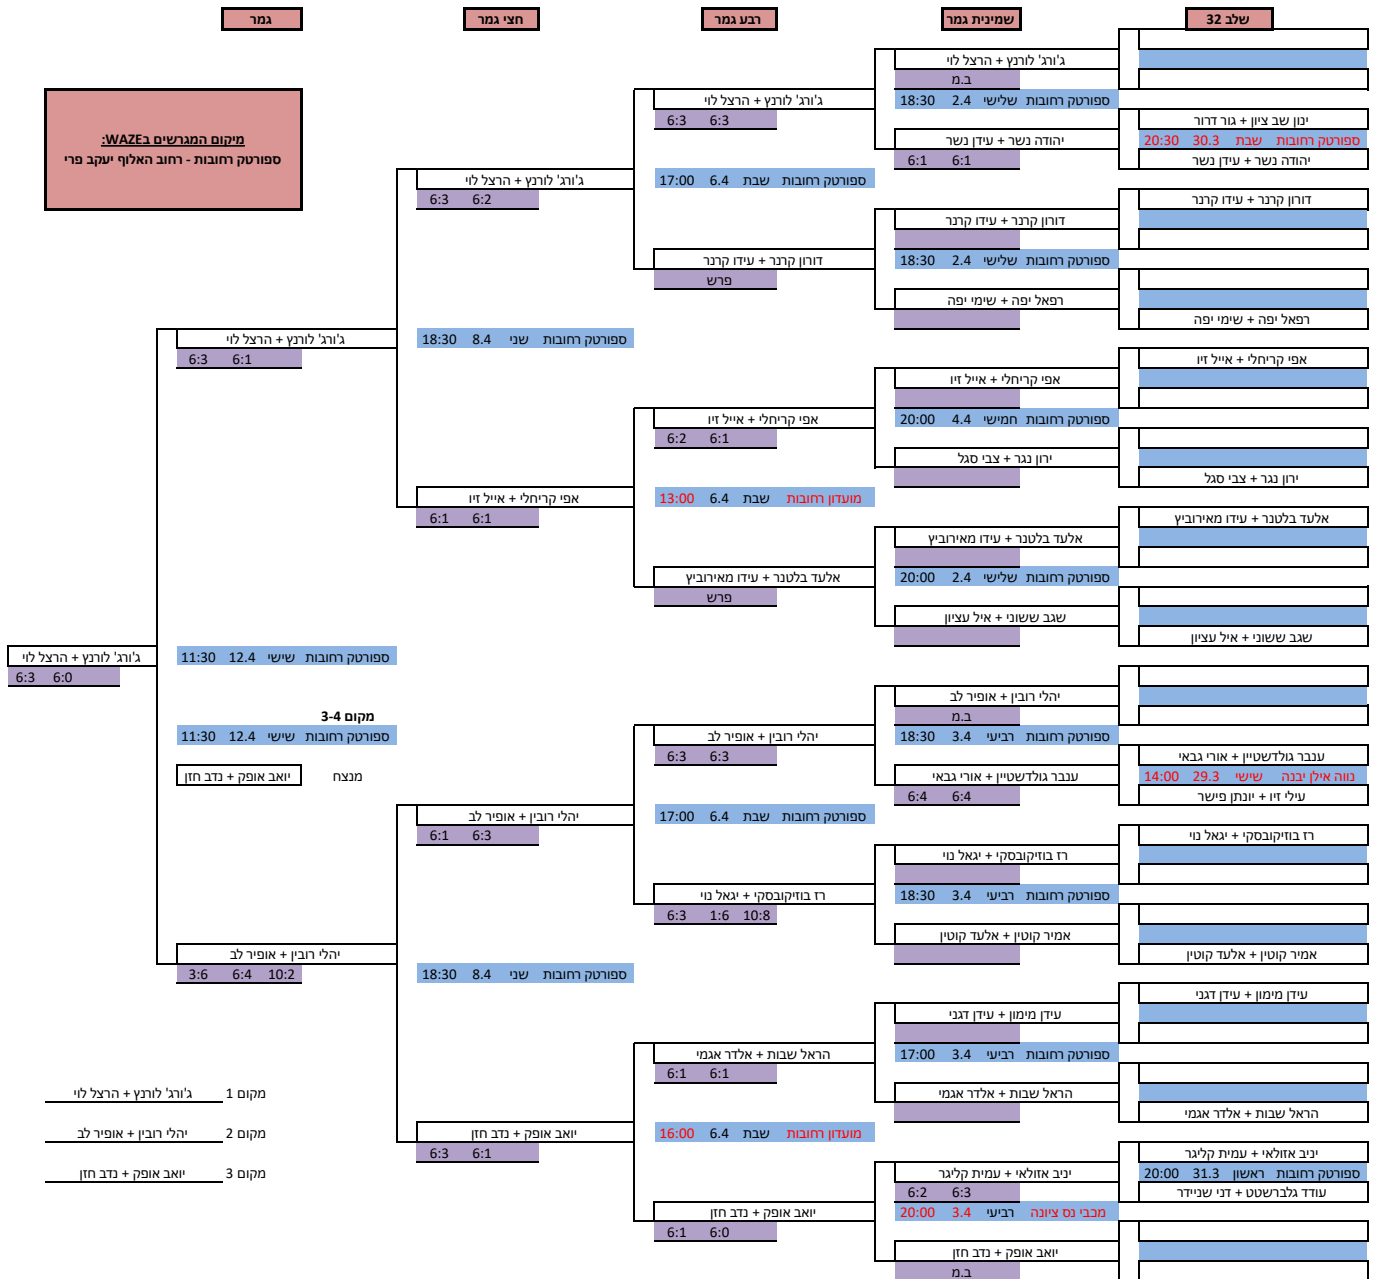 שלב 32
שמינית גמר
רבע גמר
חצי גמר
גמר
ג'ורג' לורנץ + הרצל לוי
ב.מ
ספורטק רחובות שלישי 2.4 18:30
ג'ורג' לורנץ + הרצל לוי
6:3 6:3
ינון שב ציון + גור דרור
ספורטק רחובות שבת 30.3 20:30
יהודה נשר + עידן נשר
יהודה נשר + עידן נשר
6:1 6:1
מיקום המגרשים בWAZE:
ספורטק רחובות - רחוב האלוף יעקב פרי
ספורטק רחובות שבת 6.4 17:00
ג'ורג' לורנץ + הרצל לוי
6:3 6:2
דורון קרנר + עידו קרנר
דורון קרנר + עידו קרנר
ספורטק רחובות שלישי 2.4 18:30
דורון קרנר + עידו קרנר
פרש
רפאל יפה + שימי יפה
רפאל יפה + שימי יפה
ספורטק רחובות שני 8.4 18:30
ג'ורג' לורנץ + הרצל לוי
6:3 6:1
אפי קריחלי + אייל זיו
אפי קריחלי + אייל זיו
ספורטק רחובות חמישי 4.4 20:00
אפי קריחלי + אייל זיו
6:2 6:1
ירון נגר + צבי סגל
ירון נגר + צבי סגל
מועדון רחובות שבת 6.4 13:00
אפי קריחלי + אייל זיו
6:1 6:1
אלעד בלטנר + עידו מאירוביץ
אלעד בלטנר + עידו מאירוביץ
ספורטק רחובות שלישי 2.4 20:00
אלעד בלטנר + עידו מאירוביץ
פרש
שגב ששוני + איל עציון
שגב ששוני + איל עציון
ספורטק רחובות שישי 12.4 11:30
ג'ורג' לורנץ + הרצל לוי
6:3 6:0
מקום 3-4
ספורטק רחובות שישי 12.4 11:30
מנצח יואב אופק + נדב חזן
יהלי רובין + אופיר לב
ב.מ
ספורטק רחובות רביעי 3.4 18:30
יהלי רובין + אופיר לב
6:3 6:3
ענבר גולדשטיין + אורי גבאי
נווה אילן יבנה שישי 29.3 14:00
עילי זיו + יונתן פישר
ענבר גולדשטיין + אורי גבאי
6:4 6:4
ספורטק רחובות שבת 6.4 17:00
יהלי רובין + אופיר לב
6:1 6:3
רז בוזיקובסקי + יגאל נוי
רז בוזיקובסקי + יגאל נוי
ספורטק רחובות רביעי 3.4 18:30
רז בוזיקובסקי + יגאל נוי
6:3 1:6 10:8
אמיר קוטין + אלעד קוטין
אמיר קוטין + אלעד קוטין
ספורטק רחובות שני 8.4 18:30
יהלי רובין + אופיר לב
3:6 6:4 10:2
עידן מימון + עידן דגני
עידן מימון + עידן דגני
ספורטק רחובות רביעי 3.4 17:00
הראל שבות + אלדר אגמי
6:1 6:1
הראל שבות + אלדר אגמי
הראל שבות + אלדר אגמי
מועדון רחובות שבת 6.4 16:00
יואב אופק + נדב חזן
6:3 6:1
יניב אזולאי + עמית קליגר
ספורטק רחובות ראשון 31.3 20:00
עודד גלברשטט + דני שניידר
יניב אזולאי + עמית קליגר
6:2 6:3
מכבי נס ציונה רביעי 3.4 20:00
יואב אופק + נדב חזן
6:1 6:0
יואב אופק + נדב חזן
ב.מ
מקום 1 ג'ורג' לורנץ + הרצל לוי
מקום 2 יהלי רובין + אופיר לב
מקום 3 יואב אופק + נדב חזן